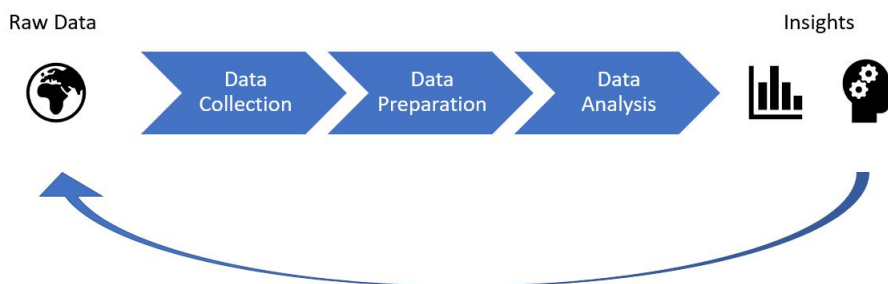 Raw Data
Insights
Data
Collection
Data
Preparation
Data
Analysis